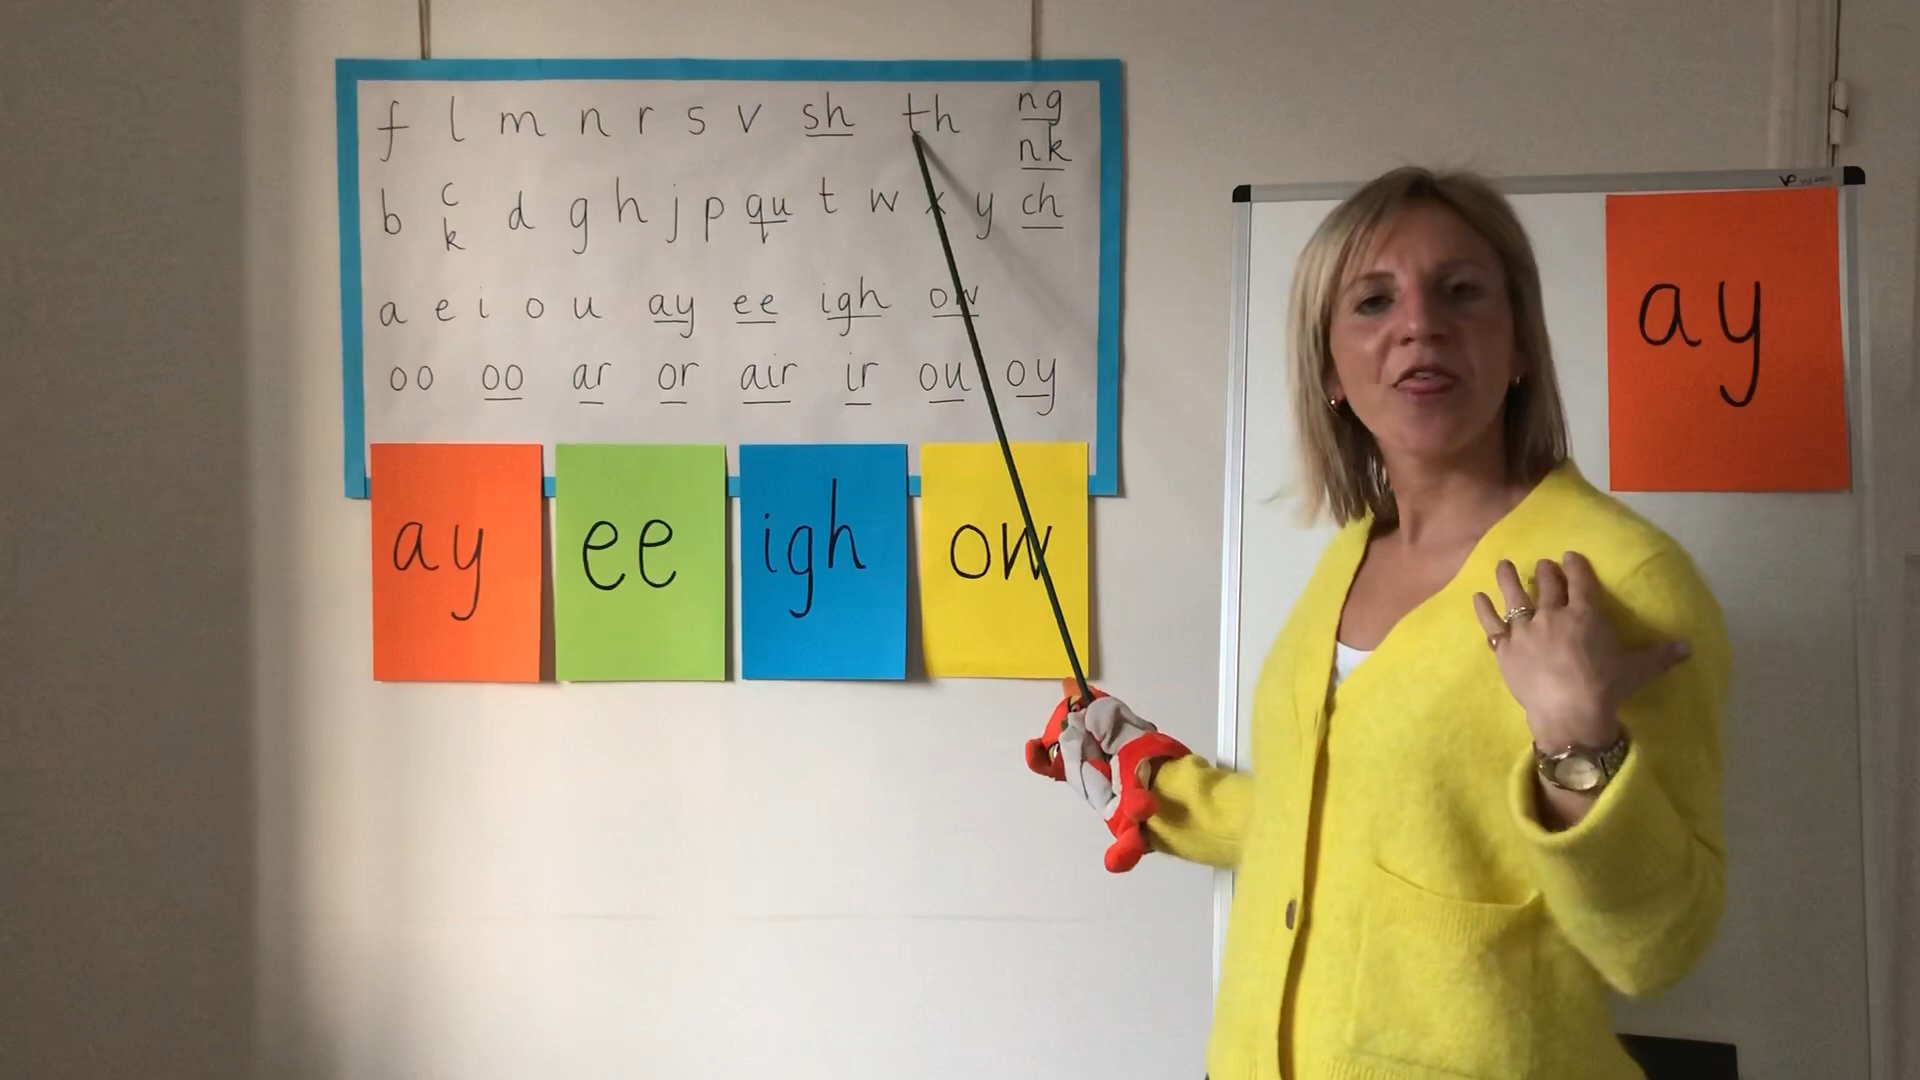 f l m n r s v sh th ng
nk
b c d g h j p qu t w x y ch
k
a e i o u ay ee igh ow
oo oo ar or air ir ou oy
ay ee igh ow
ay